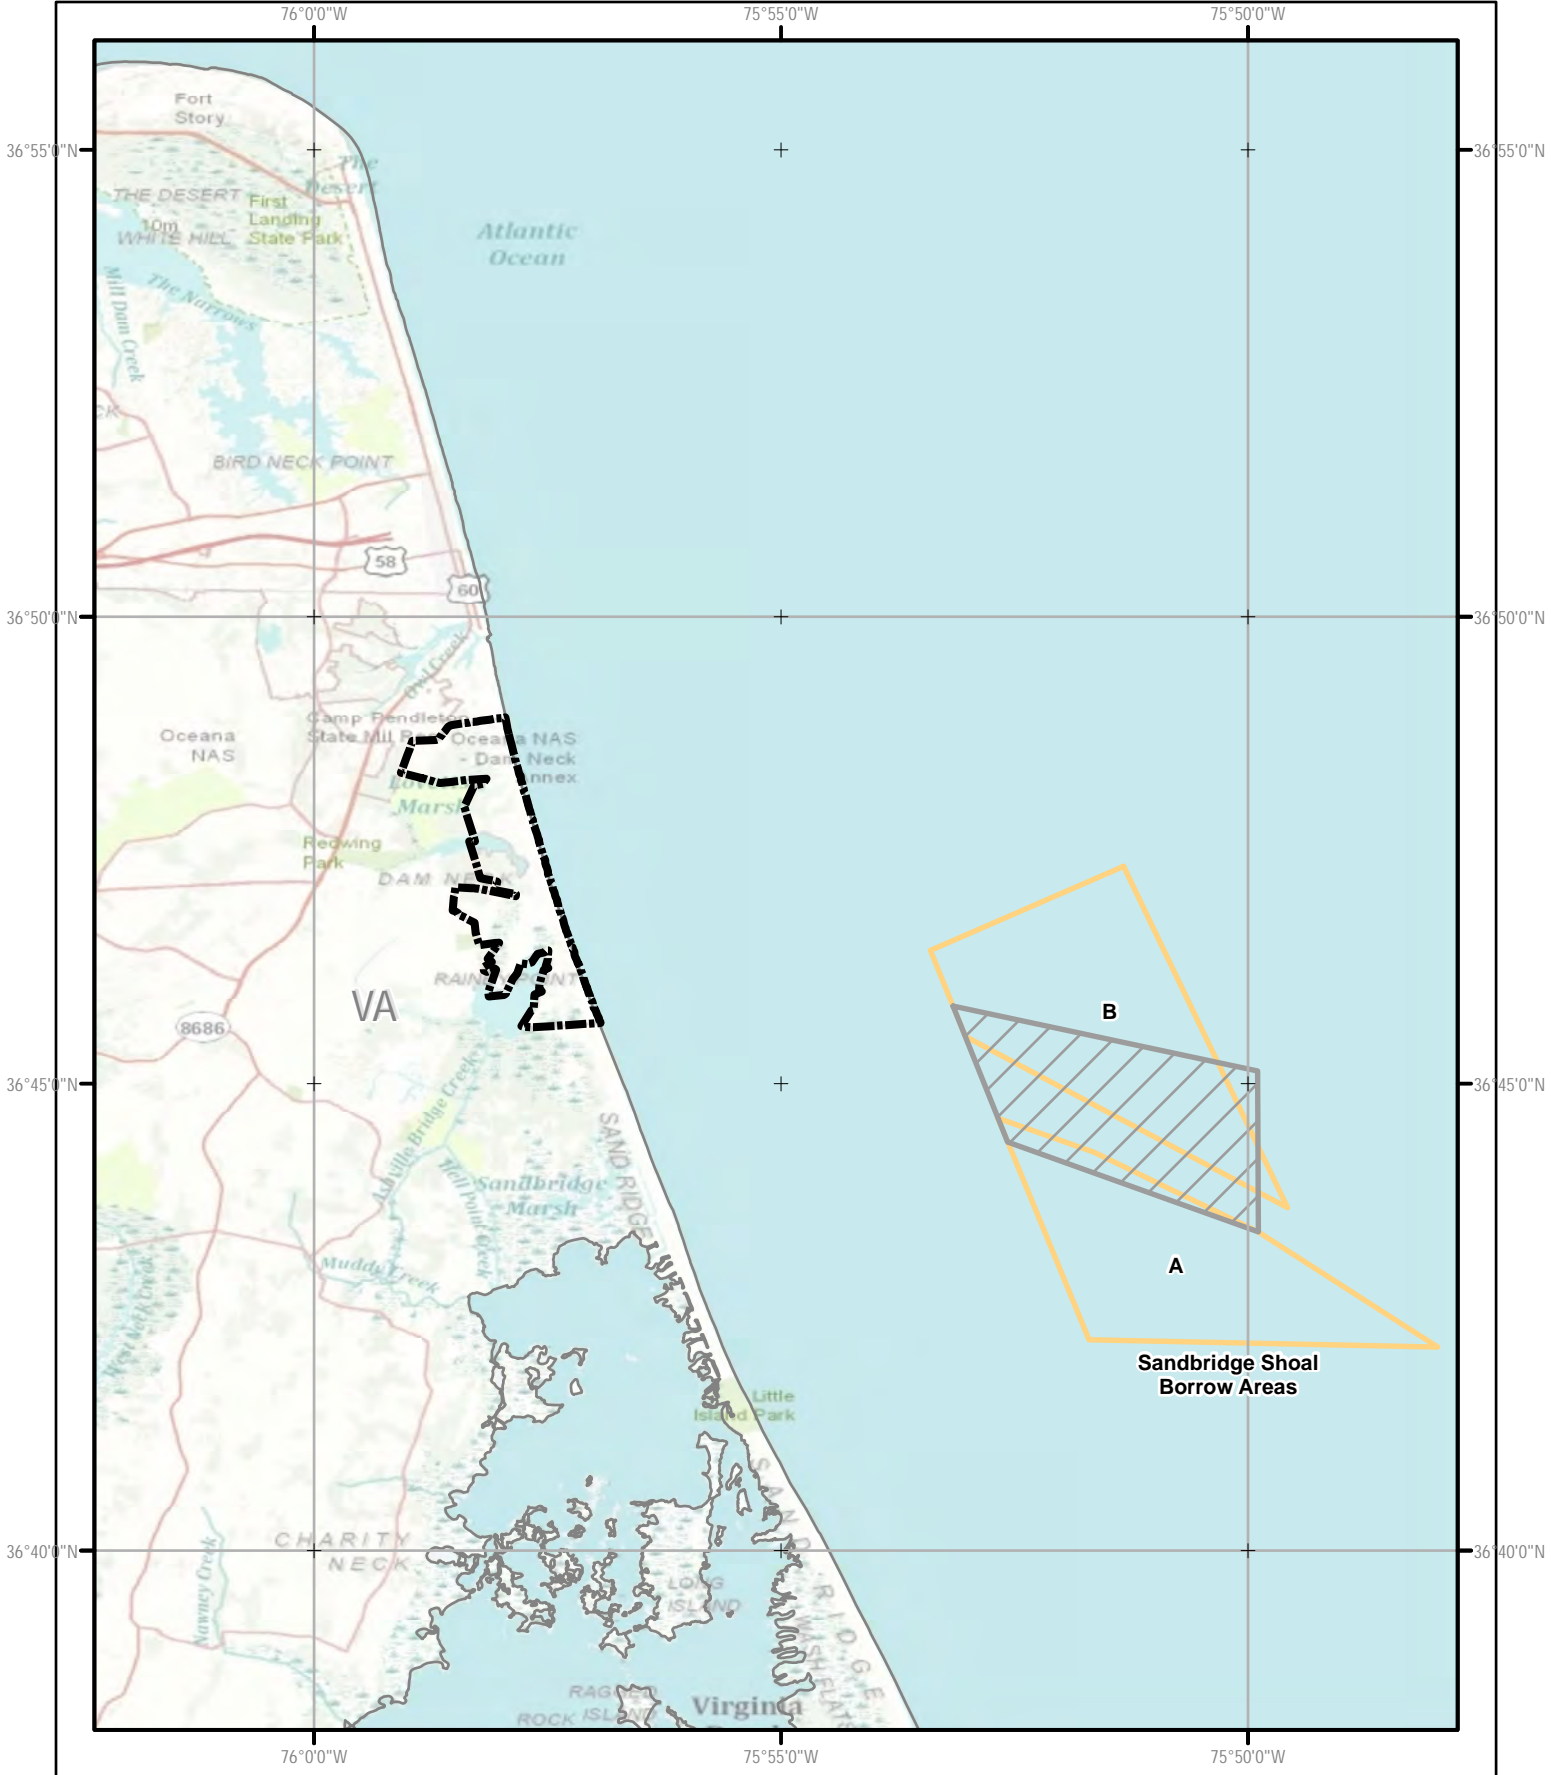 76°0'0"W
75°55'0"W
75°50'0"W
Fort
Story
36°55'0"N
36°55'0"N
The
Desert
THE DESERT
First
Landing
State Park
10m
WHITE HILL
Atlantic
Ocean
Mill Dam Creek
The Narrows
CK
BIRD NECK POINT
58
60
36°50'0"N
36°50'0"N
Owl Creek
Camp Pendleton
State Mil Res
Oceana
NAS
Oceana NAS
- Dam Neck
Annex
Marsh
Redwing
Park
DAM NECK
RAINEY POINT
VA
8686
B
36°45'0"N
36°45'0"N
Ashville Bridge Creek
Hell Point Creek
SAND RIDGE
Sandbridge
Marsh
Muddy Creek
West Neck Creek
A
Sandbridge Shoal
Borrow Areas
Little
Island Park
SAND RIDGE
CHARITY
NECK
36°40'0"N
36°40'0"N
Nawney Creek
LONG
ISLAND
WASH FLATS
RAGGED
ISLAND
ROCK
Virginia
76°0'0"W
75°55'0"W
75°50'0"W